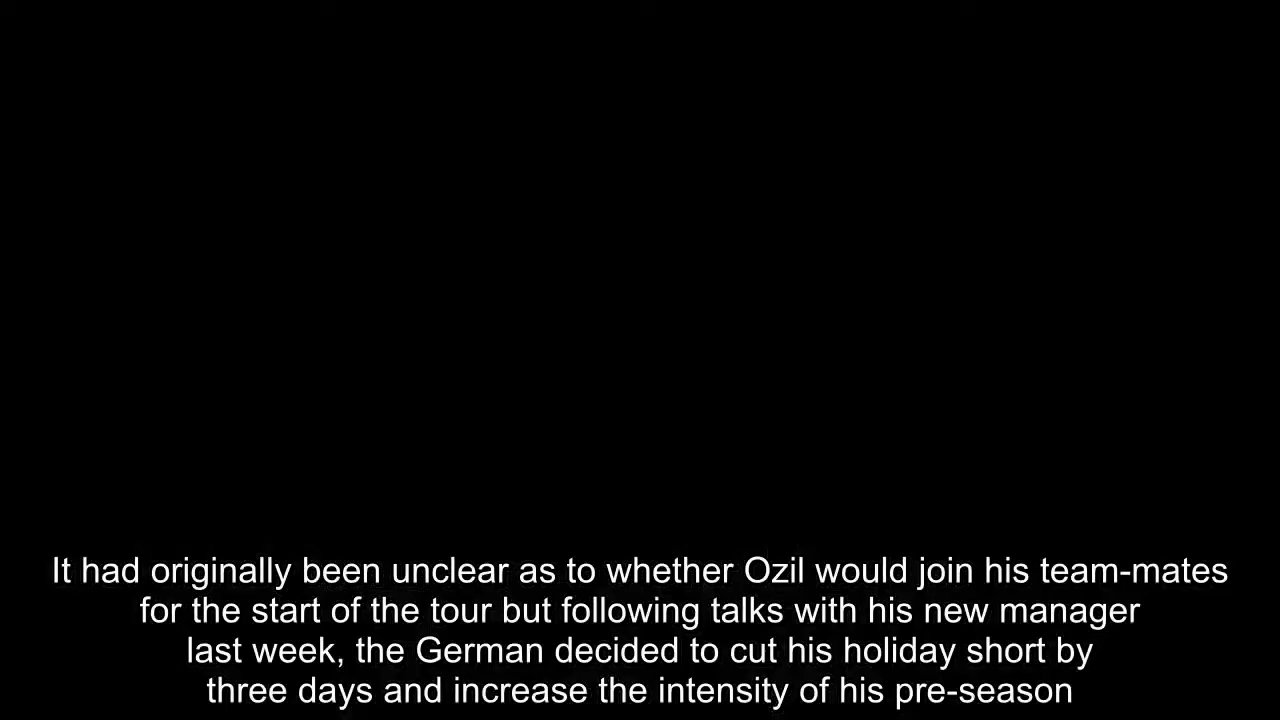 It had originally been unclear as to whether Ozil would join his team-mates
for the start of the tour but following talks with his new manager
last week, the German decided to cut his holiday short by
three days and increase the intensity of his pre-season